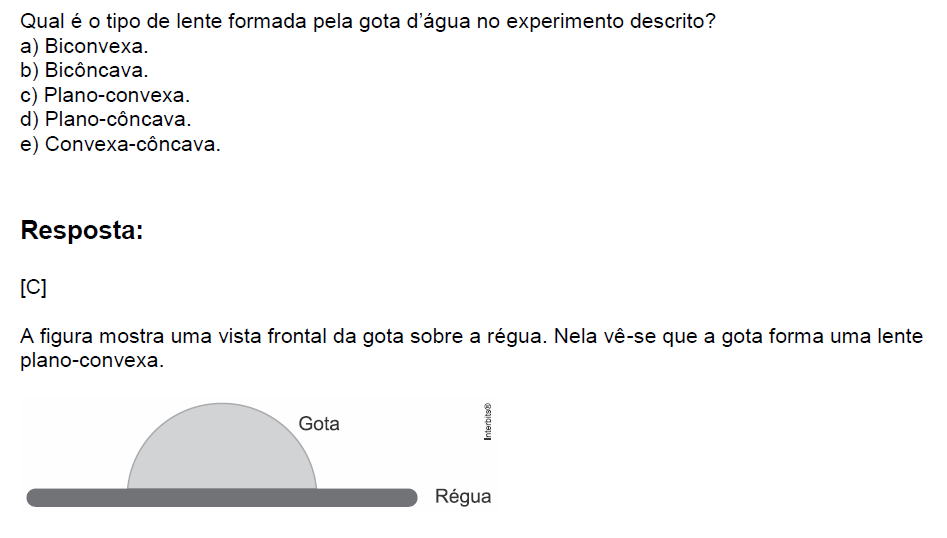 Qual é o tipo de lente formada pela gota d’água no experimento descrito?
a) Biconvexa.
b) Bicôncava.
c) Plano-convexa.
d) Plano-côncava.
e) Convexa-côncava.
Resposta:
[C]
A figura mostra uma vista frontal da gota sobre a régua. Nela vê-se que a gota forma uma lente
plano-convexa.
Gota
Interbits®
Régua